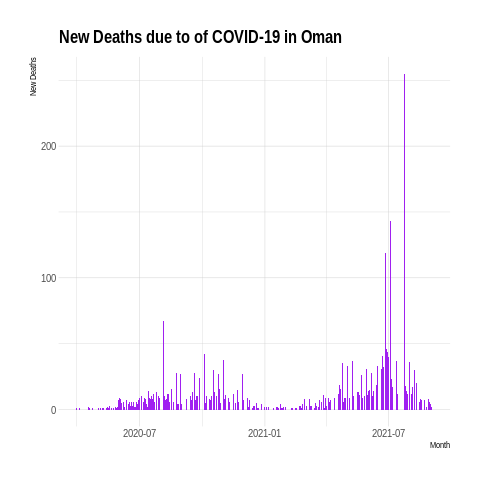 New Deaths due to of COVID-19 in Oman
New Deaths
200
100
0
2020-07
2021-01
2021-07
Month